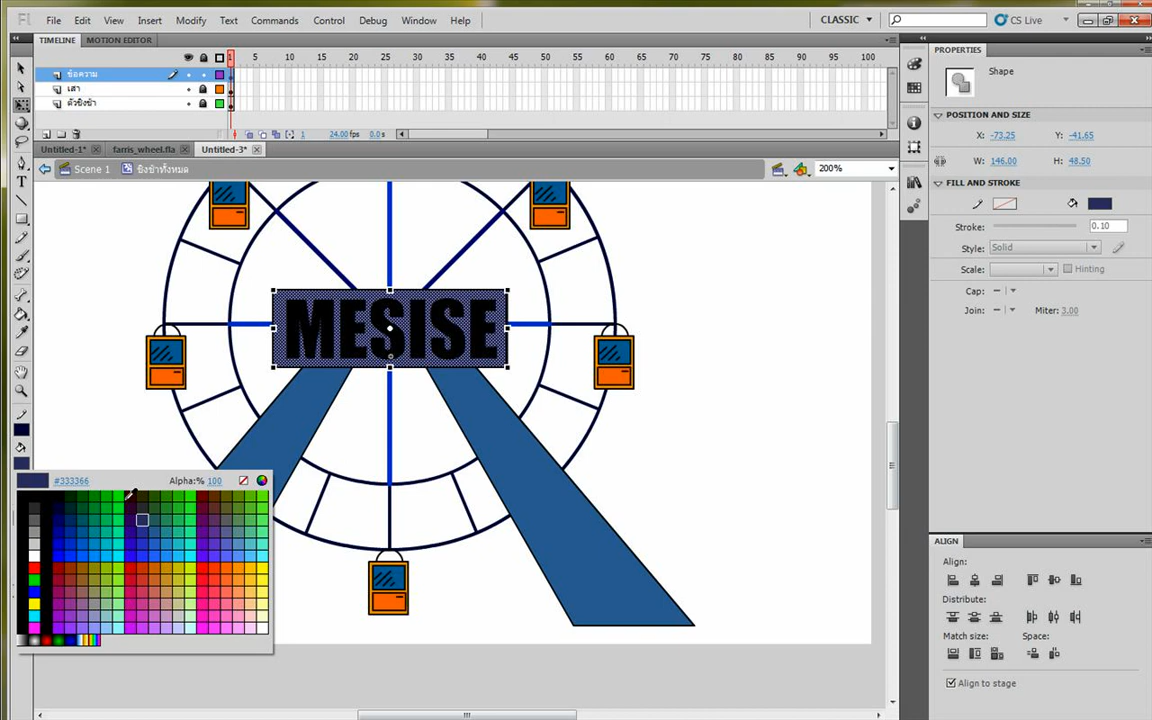 Fl File Edit View Insert Modify Text Commands Control Debug Window Help CLASSIC CS Live
TIMELINE MOTION EDITOR
1 5 10 15 20 25 30 35 40 45 50 55 60 65 70 75 80 85 90 95 100
ข้อความ
เสา
ตัวชิงช้า
1 24.00 fps 0.0 s
Untitled-1* farris_wheel.fla Untitled-3*
Scene 1 ชิงช้าทั้งหมด 200%
MESISE
#333366 Alpha:% 100
PROPERTIES
Shape
POSITION AND SIZE
X: -73.25 Y: -41.65
W: 146.00 H: 48.50
FILL AND STROKE
Stroke: 0.10
Style: Solid
Scale: Hinting
Cap:
Join: Miter: 3.00
ALIGN
Align:
Distribute:
Match size: Space:
Align to stage